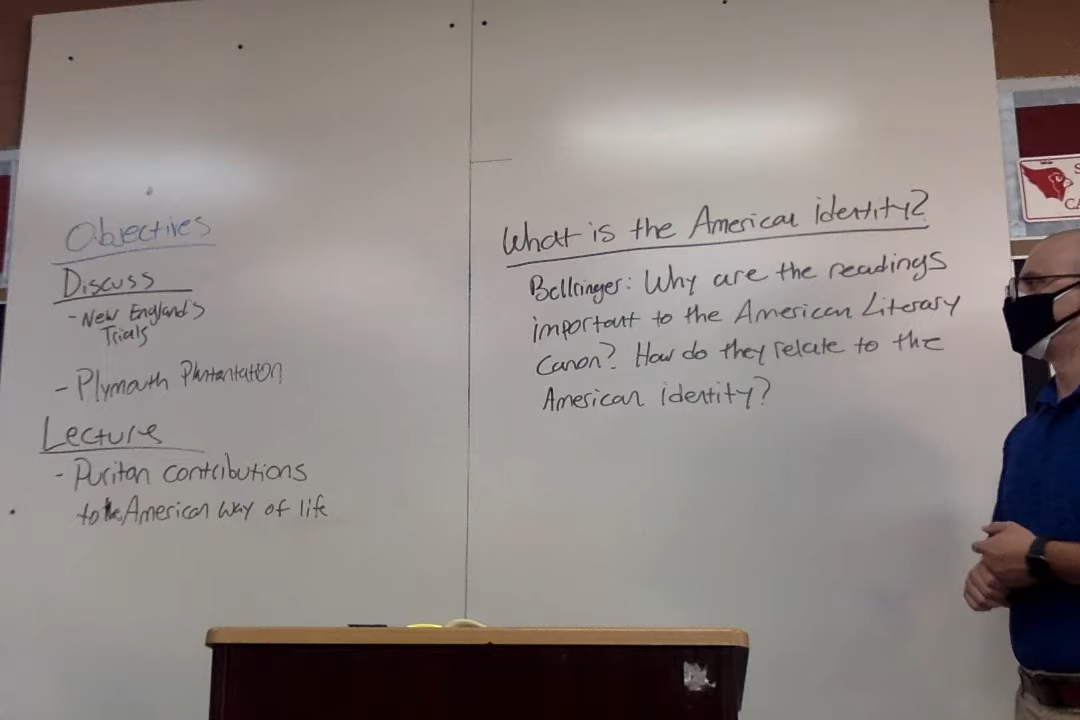 Objectives
Discuss
- New England's
Trials
- Plymouth Plantantation
Lecture
- Puritan contributions
to the American way of life
What is the American identity?
Bellringer: Why are the readings
important to the American Literary
Canon? How do they relate to the
American identity?